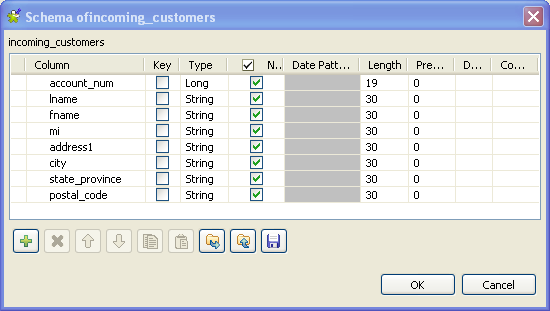 Schema ofincoming_customers
incoming_customers
Column Key Type N... Date Patt... Length Pre... D... Co...
account_num Long 19 0
lname String 30 0
fname String 30 0
mi String 30 0
address1 String 30 0
city String 30 0
state_province String 30 0
postal_code String 30 0
OK Cancel